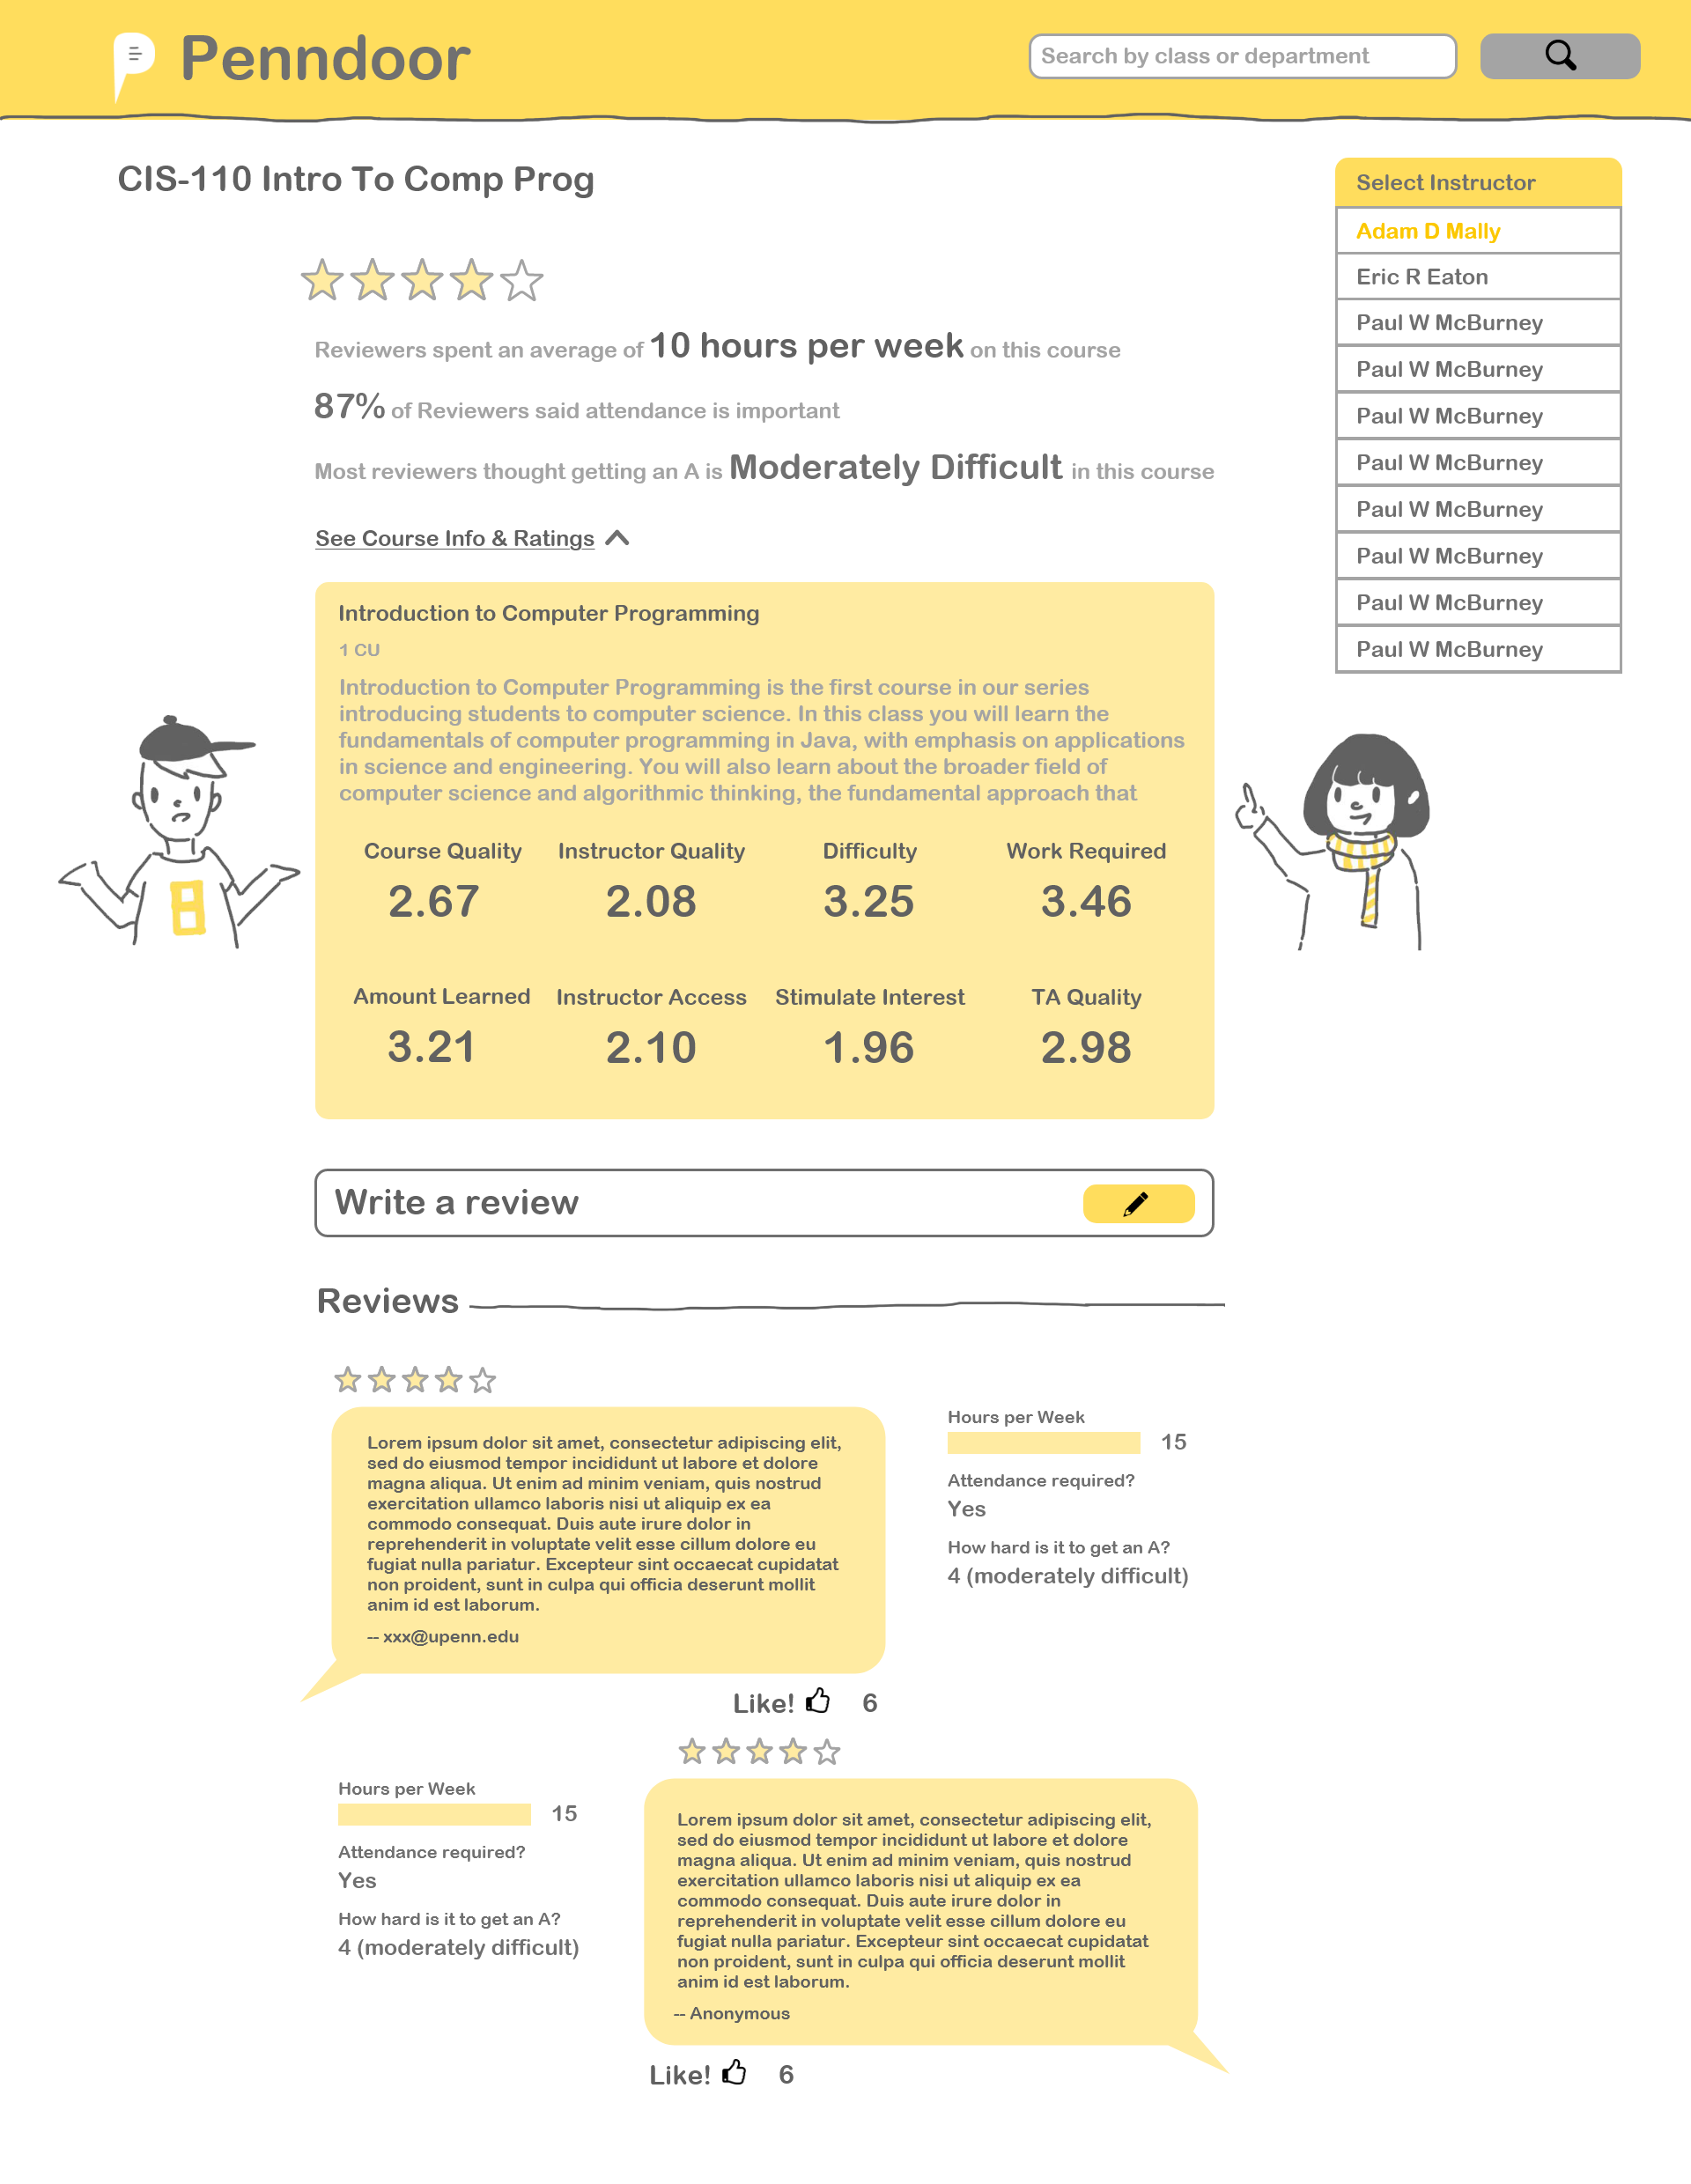 Penndoor
Search by class or department
CIS-110 Intro To Comp Prog
Select Instructor
Adam D Mally
Eric R Eaton
Paul W McBurney
Paul W McBurney
Paul W McBurney
Paul W McBurney
Paul W McBurney
Paul W McBurney
Paul W McBurney
Paul W McBurney
Reviewers spent an average of 10 hours per week on this course
87% of Reviewers said attendance is important
Most reviewers thought getting an A is Moderately Difficult in this course
See Course Info & Ratings
Introduction to Computer Programming
1 CU
Introduction to Computer Programming is the first course in our series
introducing students to computer science. In this class you will learn the
fundamentals of computer programming in Java, with emphasis on applications
in science and engineering. You will also learn about the broader field of
computer science and algorithmic thinking, the fundamental approach that
Course Quality Instructor Quality Difficulty Work Required
2.67 2.08 3.25 3.46
Amount Learned Instructor Access Stimulate Interest TA Quality
3.21 2.10 1.96 2.98
Write a review
Reviews
Lorem ipsum dolor sit amet, consectetur adipiscing elit,
sed do eiusmod tempor incididunt ut labore et dolore
magna aliqua. Ut enim ad minim veniam, quis nostrud
exercitation ullamco laboris nisi ut aliquip ex ea
commodo consequat. Duis aute irure dolor in
reprehenderit in voluptate velit esse cillum dolore eu
fugiat nulla pariatur. Excepteur sint occaecat cupidatat
non proident, sunt in culpa qui officia deserunt mollit
anim id est laborum.
-- xxx@upenn.edu
Hours per Week
15
Attendance required?
Yes
How hard is it to get an A?
4 (moderately difficult)
Like! 6
Hours per Week
15
Attendance required?
Yes
How hard is it to get an A?
4 (moderately difficult)
Lorem ipsum dolor sit amet, consectetur adipiscing elit,
sed do eiusmod tempor incididunt ut labore et dolore
magna aliqua. Ut enim ad minim veniam, quis nostrud
exercitation ullamco laboris nisi ut aliquip ex ea
commodo consequat. Duis aute irure dolor in
reprehenderit in voluptate velit esse cillum dolore eu
fugiat nulla pariatur. Excepteur sint occaecat cupidatat
non proident, sunt in culpa qui officia deserunt mollit
anim id est laborum.
-- Anonymous
Like! 6